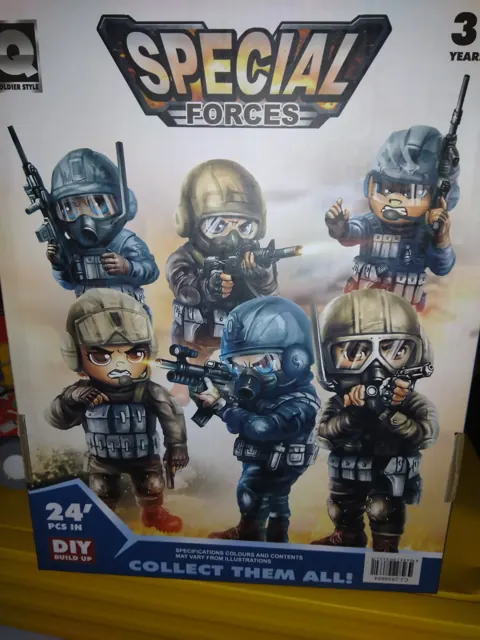 Q
SOLDIER STYLE
SPECIAL
FORCES
3
YEAR
24'
PCS IN
DIY
BUILD UP
SPECIFICATIONS COLOURS AND CONTENTS
MAY VARY FROM ILLUSTRATIONS
COLLECT THEM ALL!